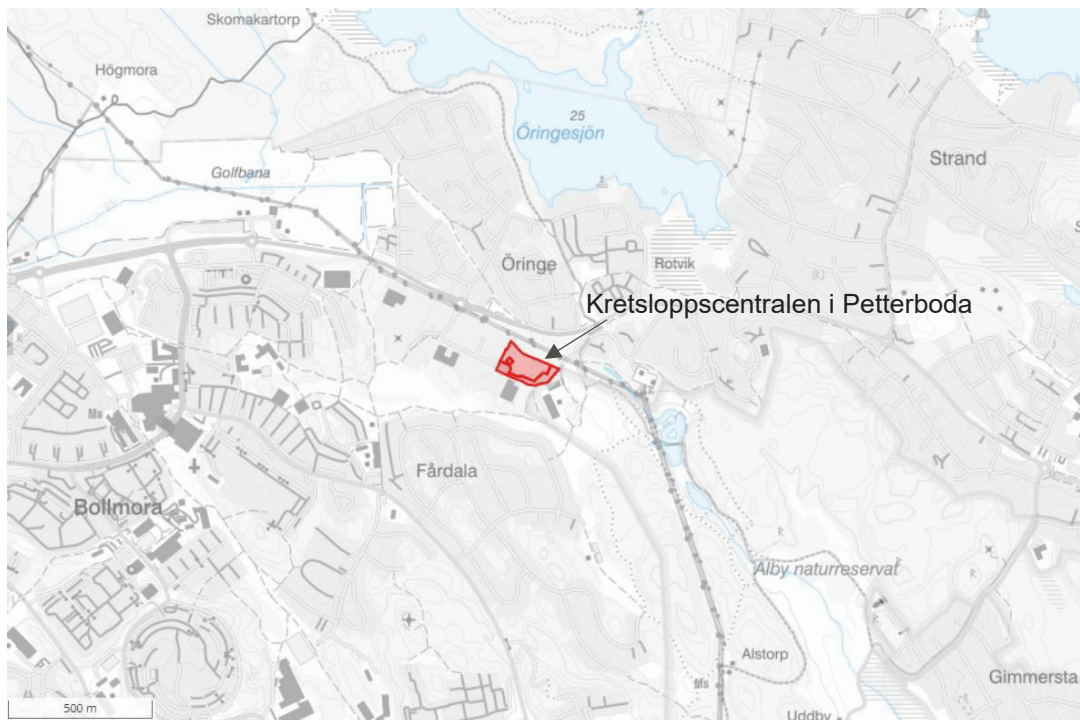 Skomakartorp
Högmora
25
Öringesjön
Strand
Golfbana
Öringe
Rotvik
Kretsloppscentralen i Petterboda
Ms
Fårdala
Bollmora
Alby naturreservat
R
R
R
Alstorp
Ms
Gimmersta
500 m
Uddby